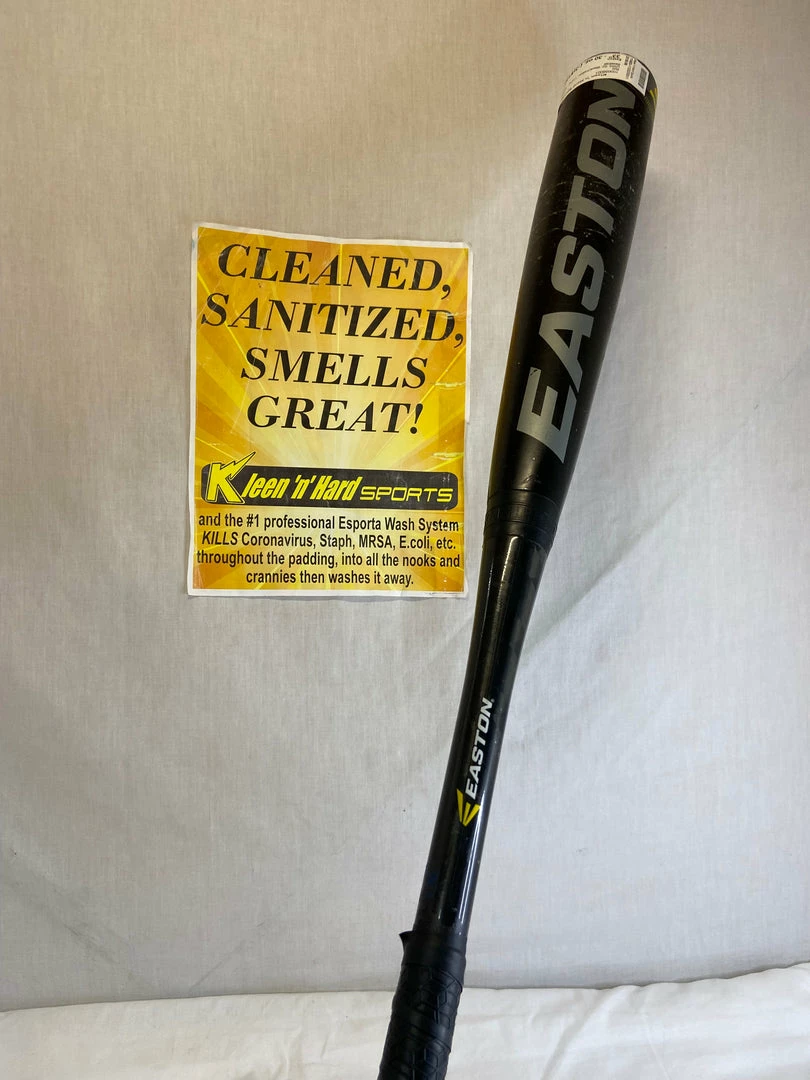 CLEANED,
SANITIZED,
SMELLS
GREAT!
Kleen 'n' Hard SPORTS
and the #1 professional Esporta Wash System
KILLS Coronavirus, Staph, MRSA, E.coli, etc.
throughout the padding, into all the nooks and
crannies then washes it away.
EASTON
EASTON